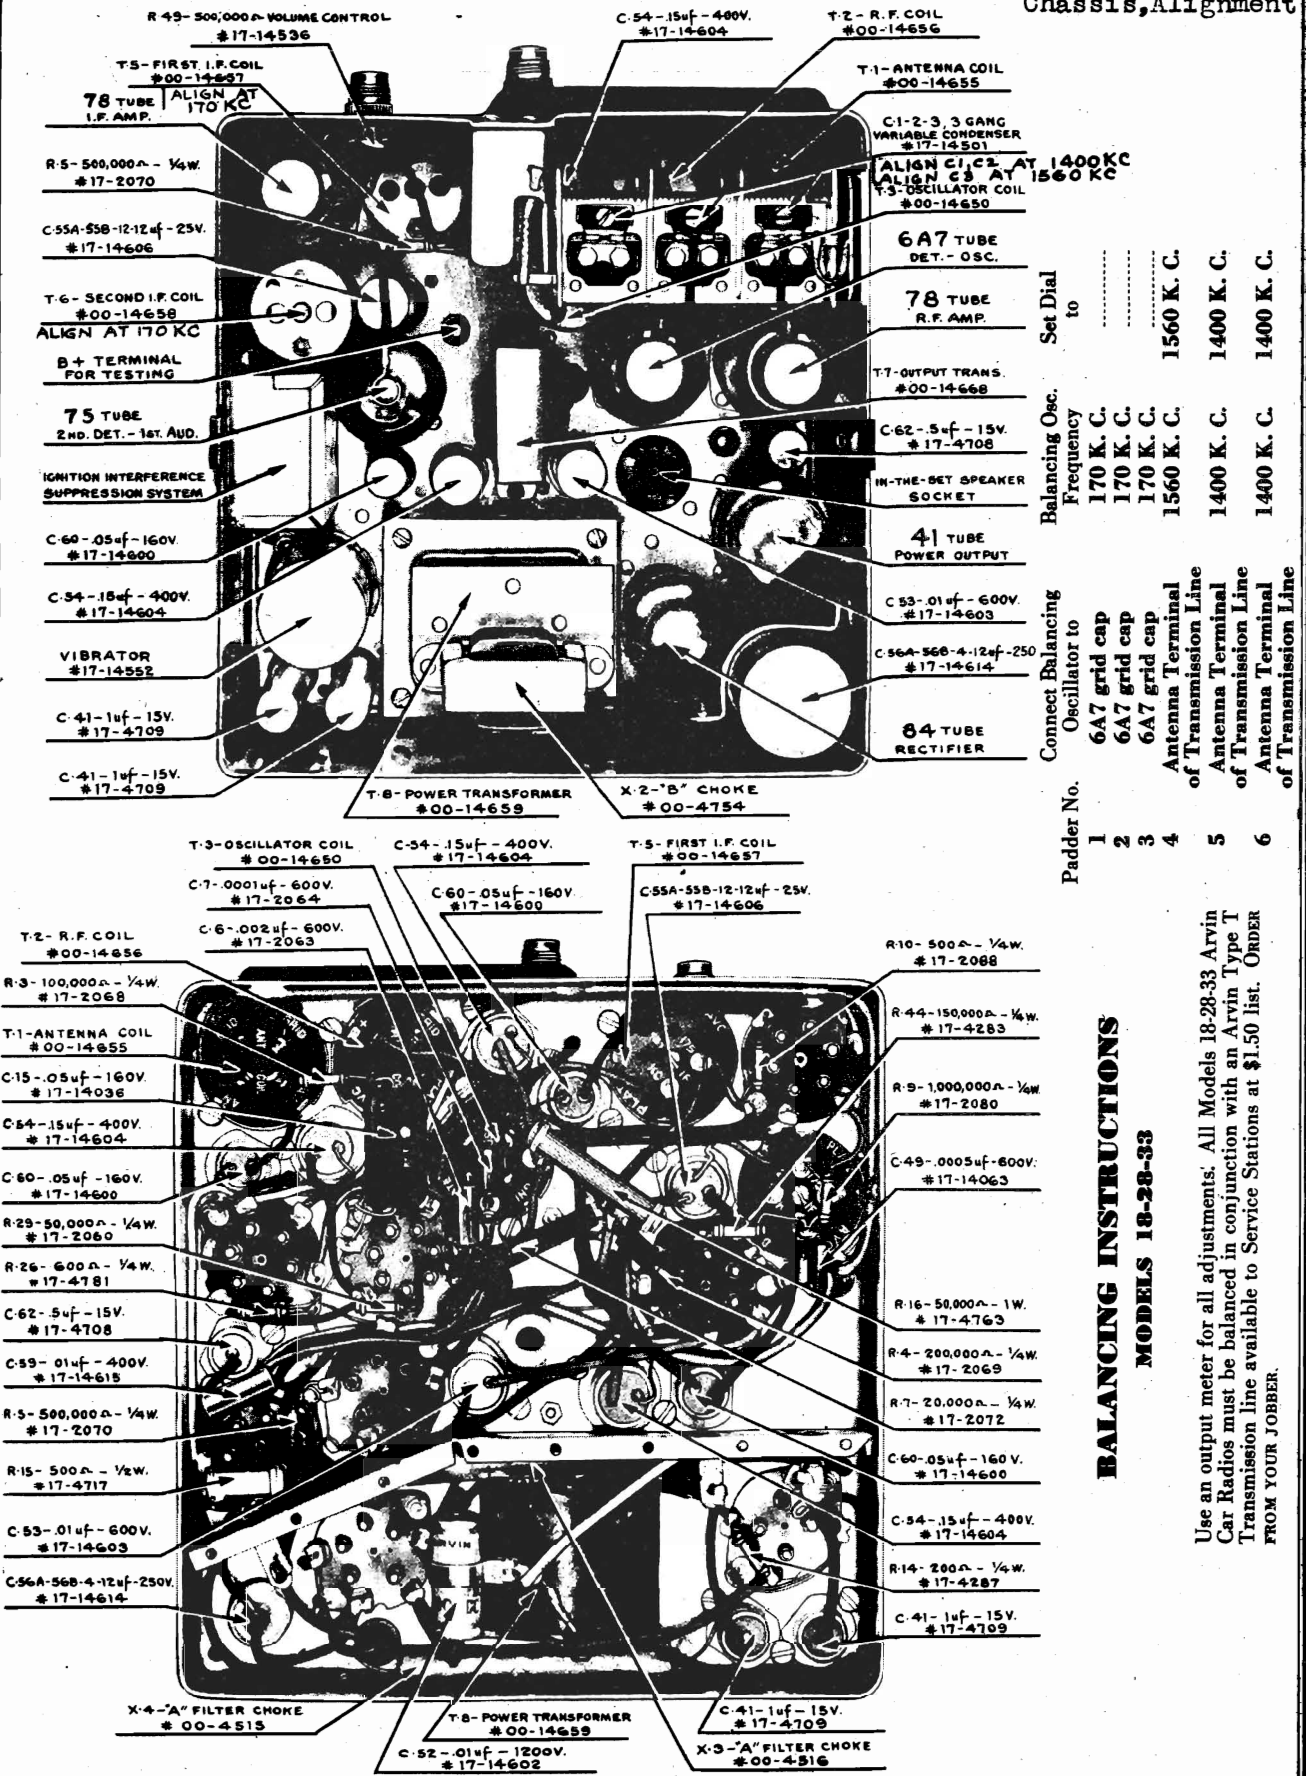 Chassis,Alignment
R·49-500,000Ω VOLUME CONTROL
#17-14536
T·5-FIRST I.F. COIL
#00-14657
ALIGN AT
170 KC
78 TUBE
I.F. AMP.
R·5-500,000Ω - ¼W.
#17-2070
C·55A-55B-12-12uf-25V.
#17-14606
T·6- SECOND I.F. COIL
#00-14658
ALIGN AT 170 KC
B+ TERMINAL
FOR TESTING
75 TUBE
2ND. DET.- 1ST. AUD.
IGNITION INTERFERENCE
SUPPRESSION SYSTEM
C·60-.05uf-160V.
#17-14600
C·54-.15uf-400V.
#17-14604
VIBRATOR
#17-14552
C·41-1uf-15V.
#17-4709
C·41-1uf-15V.
#17-4709
C·54-.15uf-400V.
#17-14604
T·2- R.F. COIL
#00-14656
T·1-ANTENNA COIL
#00-14655
C·1-2-3, 3 GANG
VARIABLE CONDENSER
#17-14501
ALIGN C1,C2 AT 1400KC
ALIGN C3 AT 1560 KC
T·3-OSCILLATOR COIL
#00-14650
6A7 TUBE
DET.-OSC.
78 TUBE
R.F. AMP.
T·7-OUTPUT TRANS.
#00-14668
C·62-.5uf-15V.
#17-4708
IN-THE-SET SPEAKER
SOCKET
41 TUBE
POWER OUTPUT
C 53-.01uf-600V.
#17-14603
C·56A-56B-4-12uf-250
#17-14614
84 TUBE
RECTIFIER
T·8-POWER TRANSFORMER
#00-14659
X·2-"B" CHOKE
#00-4754
T·3-OSCILLATOR COIL
#00-14650
C-54-.15uf-400V.
#17-14604
T·5-FIRST I.F COIL
#00-14657
C·7-.0001uf-600V.
#17-2064
C·60-.05uf-160V.
#17-14600
C·55A-55B-12-12uf-25V.
#17-14606
C·6-.002uf-600V.
#17-2063
T·2- R.F. COIL
#00-14656
R·3-100,000Ω-¼W.
#17-2068
T·1-ANTENNA COIL
#00-14655
C·15-.05uf-160V.
#17-14036
C·54-.15uf-400V.
#17-14604
C·60-.05uf-160V.
#17-14600
R·29-50,000Ω-¼W.
#17-2060
R·26-600Ω-¼W.
#17-4781
C·62-.5uf-15V.
#17-4708
C·59-.01uf-400V.
#17-14615
R·5-500,000Ω-¼W.
#17-2070
R·15-500Ω-½W.
#17-4717
C·53-.01uf-600V.
#17-14603
C·56A-56B-4-12uf-250V.
#17-14614
X·4-"A" FILTER CHOKE
#00-4515
R·10-500Ω-¼W.
#17-2088
R·44-150,000Ω-¼W.
#17-4283
R·9-1,000,000Ω-¼W
#17-2080
C·49-.0005uf-600V.
#17-14063
R·16-50,000Ω-1W.
#17-4763
R·4-200,000Ω-¼W.
#17-2069
R·7-20,000Ω-¼W.
#17-2072
C·60-.05uf-160V.
#17-14600
C·54-.15uf-400V.
#17-14604
R·14-200Ω-¼W.
#17-4287
C·41-1uf-15V.
#17-4709
C·41-1uf-15V.
#17-4709
T·8-POWER TRANSFORMER
#00-14659
X·3-"A" FILTER CHOKE
#00-4516
C·52-.01uf-1200V.
#17-14602
BALANCING INSTRUCTIONS
MODELS 18-28-33
Use an output meter for all adjustments. All Models 18-28-33 Arvin
Car Radios must be balanced in conjunction with an Arvin Type T
Transmission line available to Service Stations at $1.50 list. ORDER
FROM YOUR JOBBER.
Padder No. Connect Balancing Oscillator to Balancing Osc. Frequency Set Dial to
1 6A7 grid cap 170 K. C. ............
2 6A7 grid cap 170 K. C. ............
3 6A7 grid cap 170 K. C. ............
4 Antenna Terminal 1560 K. C. 1560 K. C.
of Transmission Line
5 Antenna Terminal 1400 K. C. 1400 K. C.
of Transmission Line
6 Antenna Terminal 1400 K. C. 1400 K. C.
of Transmission Line